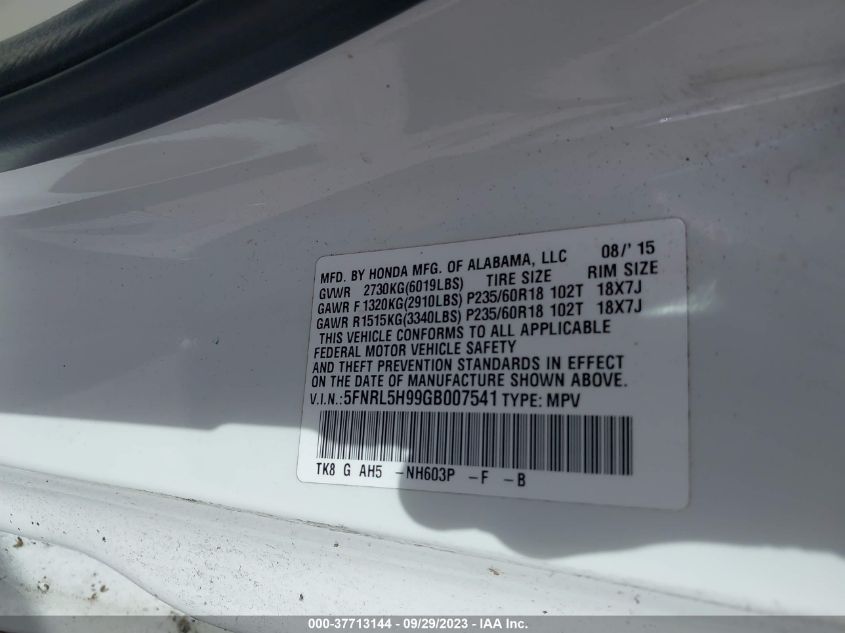 MFD. BY HONDA MFG. OF ALABAMA, LLC 08/'15
GVWR 2730KG(6019LBS) TIRE SIZE RIM SIZE
GAWR F 1320KG(2910LBS) P235/60R18 102T 18X7J
GAWR R1515KG(3340LBS) P235/60R18 102T 18X7J
THIS VEHICLE CONFORMS TO ALL APPLICABLE
FEDERAL MOTOR VEHICLE SAFETY
AND THEFT PREVENTION STANDARDS IN EFFECT
ON THE DATE OF MANUFACTURE SHOWN ABOVE.
V.I.N.:5FNRL5H99GB007541 TYPE: MPV
TK8 G AH5 -NH603P -F -B
000-37713144 - 09/29/2023 - IAA Inc.